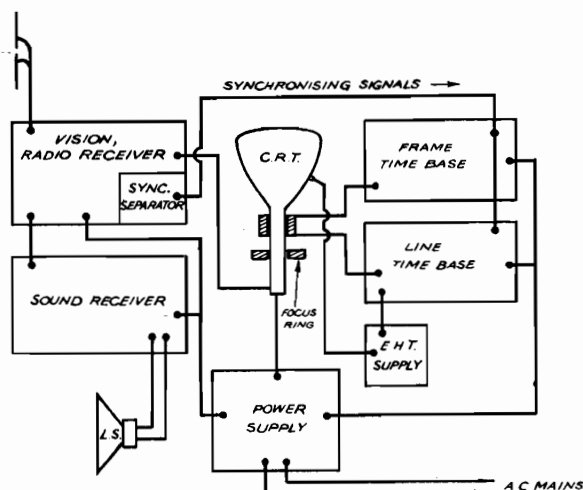 SYNCHRONISING SIGNALS
VISION,
RADIO RECEIVER
SYNC.
SEPARATOR
C.R.T.
FRAME
TIME BASE
LINE
TIME BASE
SOUND RECEIVER
FOCUS
RING
E H T.
SUPPLY
L.S.
POWER
SUPPLY
A.C MAINS